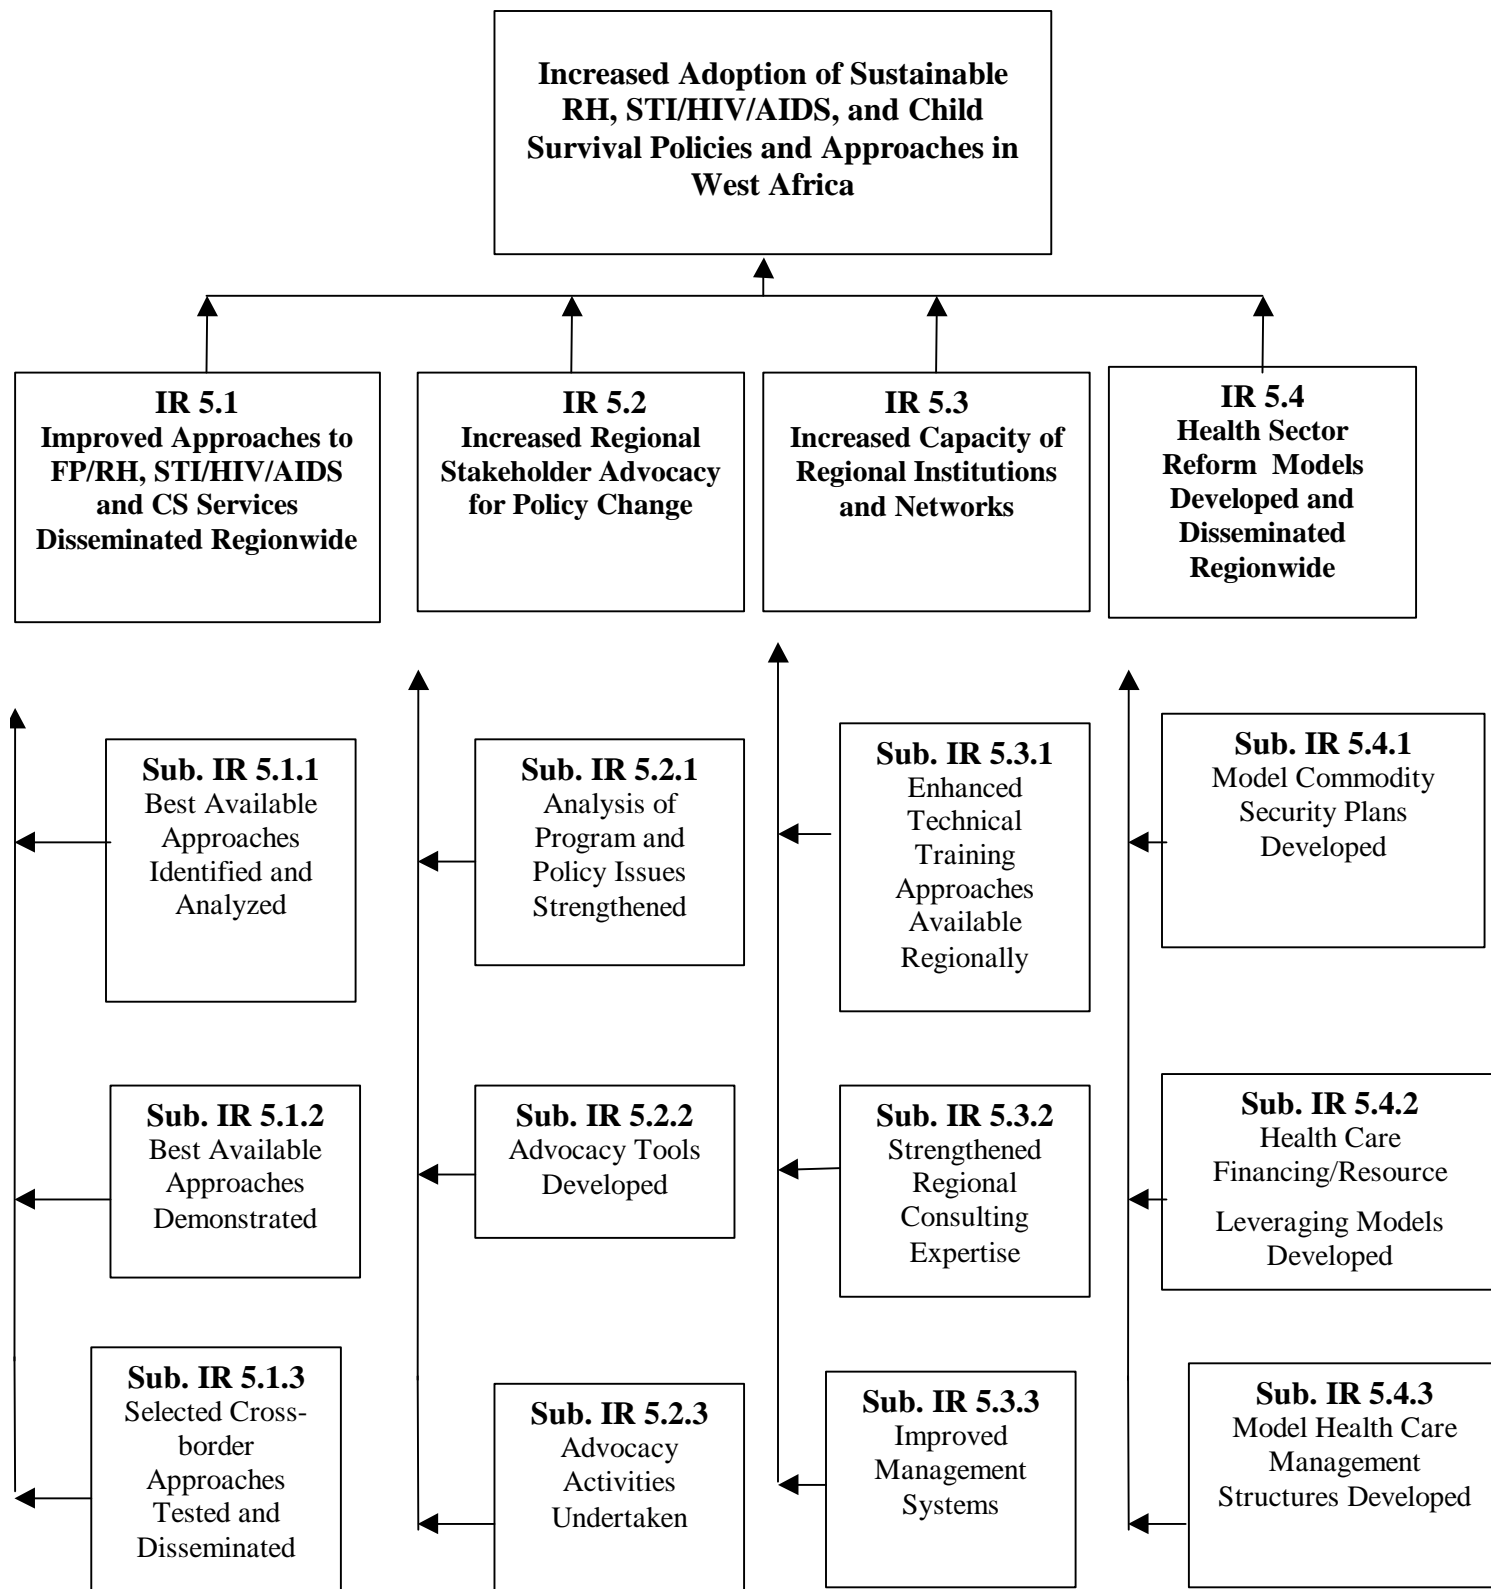 Increased Adoption of Sustainable
RH, STI/HIV/AIDS, and Child
Survival Policies and Approaches in
West Africa
IR 5.1
Improved Approaches to
FP/RH, STI/HIV/AIDS
and CS Services
Disseminated Regionwide
IR 5.2
Increased Regional
Stakeholder Advocacy
for Policy Change
IR 5.3
Increased Capacity of
Regional Institutions
and Networks
IR 5.4
Health Sector
Reform Models
Developed and
Disseminated
Regionwide
Sub. IR 5.1.1
Best Available
Approaches
Identified and
Analyzed
Sub. IR 5.2.1
Analysis of
Program and
Policy Issues
Strengthened
Sub. IR 5.3.1
Enhanced
Technical
Training
Approaches
Available
Regionally
Sub. IR 5.4.1
Model Commodity
Security Plans
Developed
Sub. IR 5.1.2
Best Available
Approaches
Demonstrated
Sub. IR 5.2.2
Advocacy Tools
Developed
Sub. IR 5.3.2
Strengthened
Regional
Consulting
Expertise
Sub. IR 5.4.2
Health Care
Financing/Resource
Leveraging Models
Developed
Sub. IR 5.1.3
Selected Cross-
border
Approaches
Tested and
Disseminated
Sub. IR 5.2.3
Advocacy
Activities
Undertaken
Sub. IR 5.3.3
Improved
Management
Systems
Sub. IR 5.4.3
Model Health Care
Management
Structures Developed